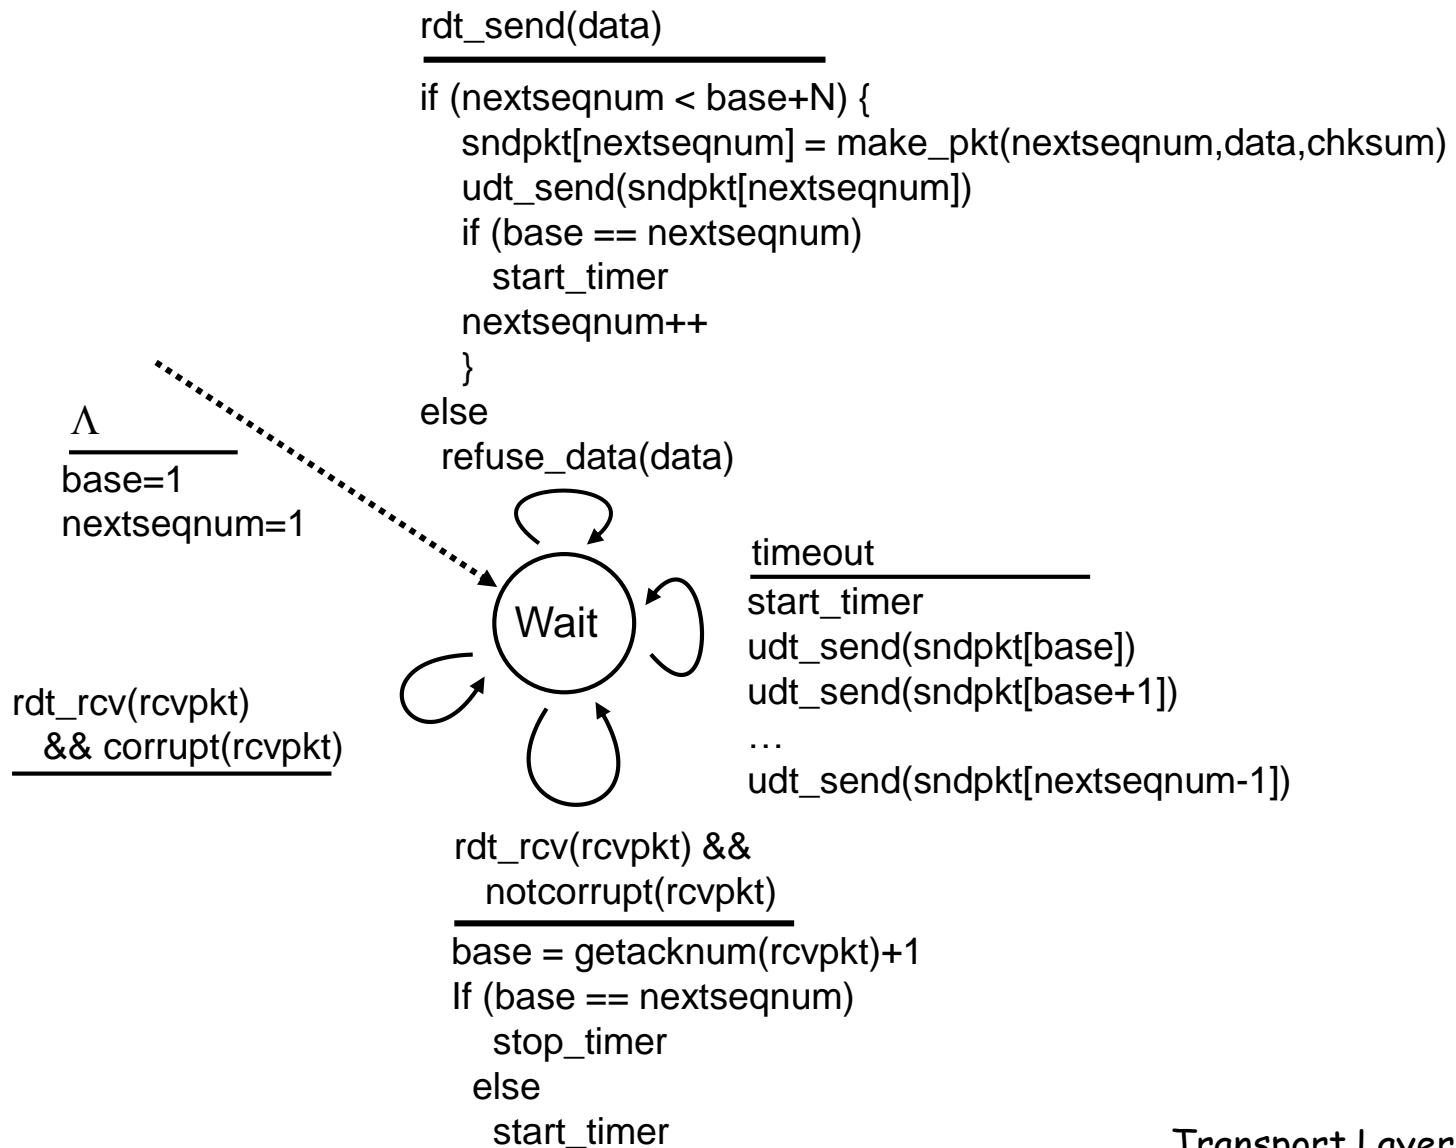 rdt_send(data)
if (nextseqnum < base+N) {
sndpkt[nextseqnum] = make_pkt(nextseqnum,data,chksum)
udt_send(sndpkt[nextseqnum])
if (base == nextseqnum)
start_timer
nextseqnum++
}
else
refuse_data(data)
Λ
base=1
nextseqnum=1
Wait
timeout
start_timer
udt_send(sndpkt[base])
udt_send(sndpkt[base+1])
…
udt_send(sndpkt[nextseqnum-1])
rdt_rcv(rcvpkt)
&& corrupt(rcvpkt)
rdt_rcv(rcvpkt) &&
notcorrupt(rcvpkt)
base = getacknum(rcvpkt)+1
If (base == nextseqnum)
stop_timer
else
start_timer
Transport Layer